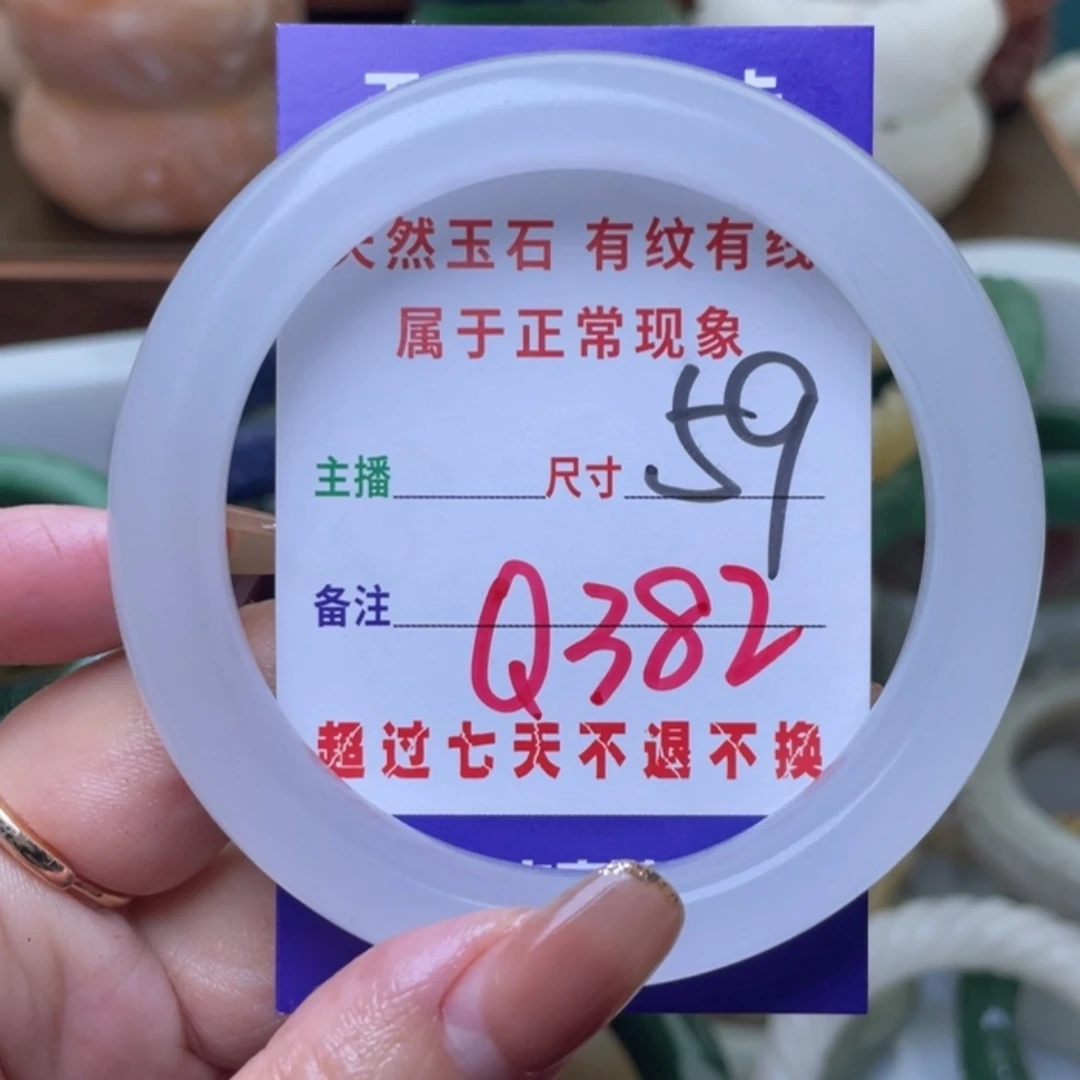 天然玉石 有纹有线
属于正常现象
主播 尺寸 59
备注 Q382
超过七天不退不换